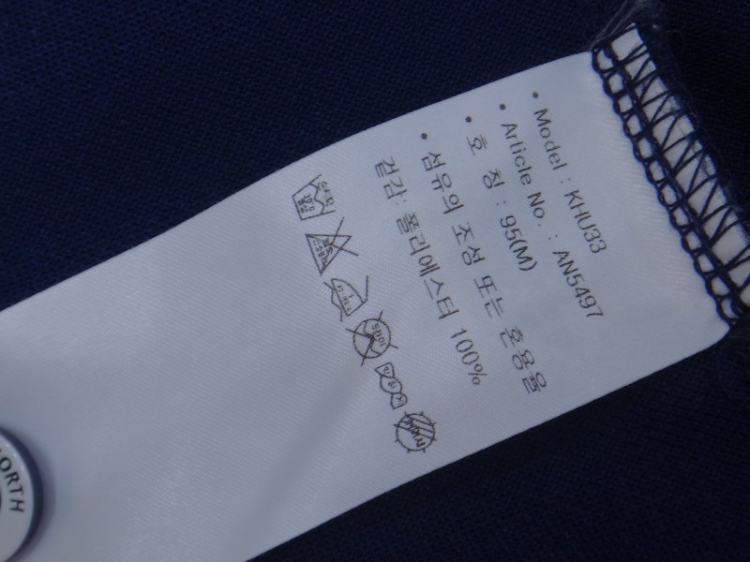 • Model : KHU33
• Article No. : AN5497
• 호 칭 : 95(M)
• 섬유의 조성 또는 혼용율
겉감: 폴리에스터 100%
ORTH